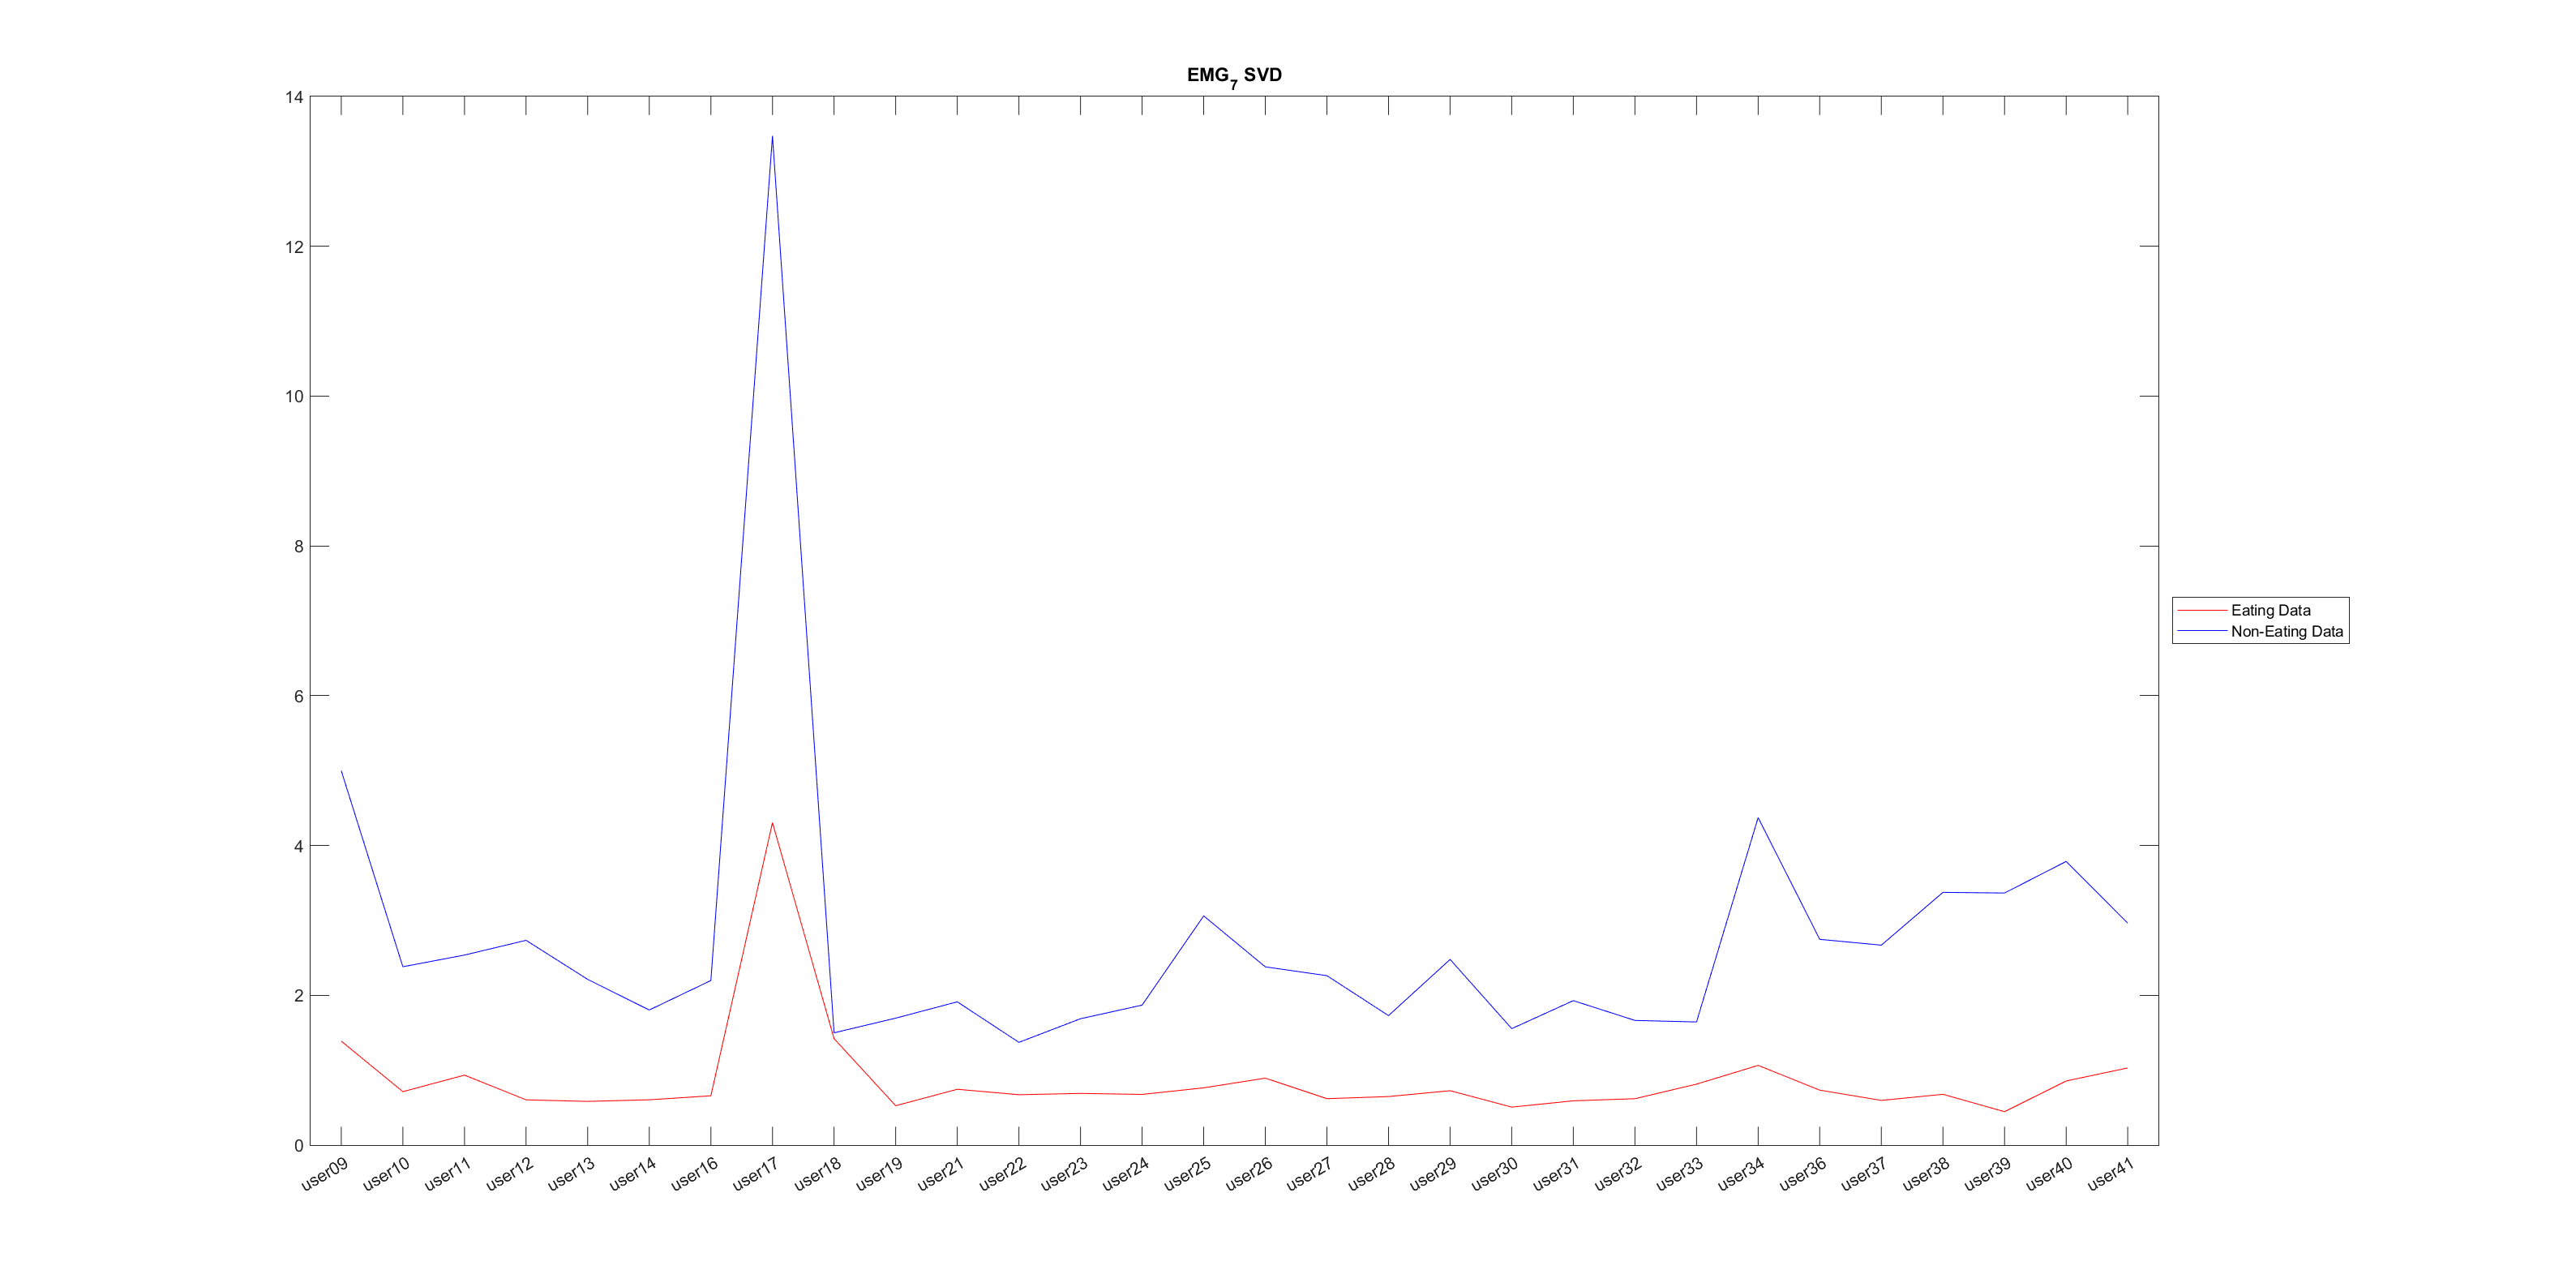 EMG7 SVD
14
12
10
8
6
4
2
0
Eating Data
Non-Eating Data
user09 user10 user11 user12 user13 user14 user16 user17 user18 user19 user21 user22 user23 user24 user25 user26 user27 user28 user29 user30 user31 user32 user33 user34 user36 user37 user38 user39 user40 user41